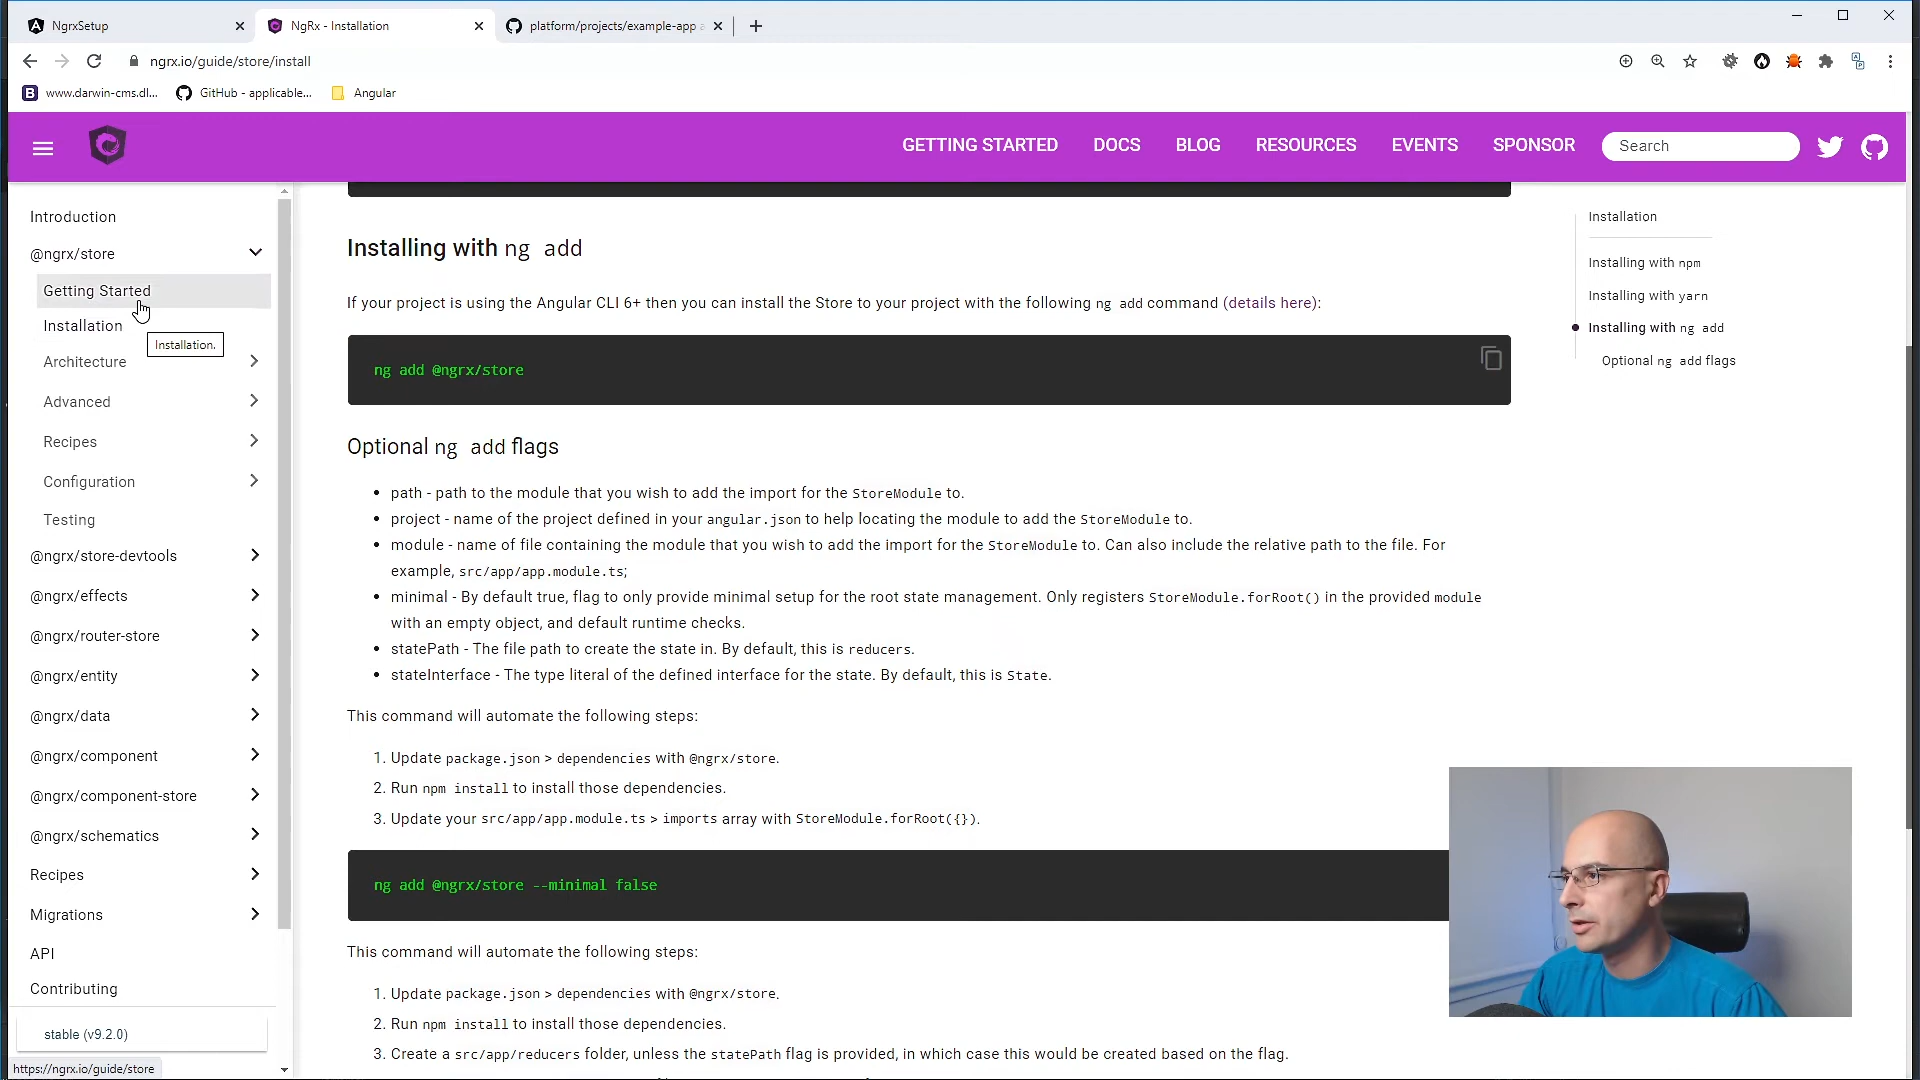 NgrxSetup
NgRx - Installation
platform/projects/example-app
ngrx.io/guide/store/install
www.darwin-cms.dl...
GitHub - applicable...
Angular
GETTING STARTED
DOCS
BLOG
RESOURCES
EVENTS
SPONSOR
Search
Introduction
@ngrx/store
Getting Started
Installation
Installation.
Architecture
Advanced
Recipes
Configuration
Testing
@ngrx/store-devtools
@ngrx/effects
@ngrx/router-store
@ngrx/entity
@ngrx/data
@ngrx/component
@ngrx/component-store
@ngrx/schematics
Recipes
Migrations
API
Contributing
stable (v9.2.0)
https://ngrx.io/guide/store
Installing with ng add
If your project is using the Angular CLI 6+ then you can install the Store to your project with the following ng add command (details here):
ng add @ngrx/store
Optional ng add flags
• path - path to the module that you wish to add the import for the StoreModule to.
• project - name of the project defined in your angular.json to help locating the module to add the StoreModule to.
• module - name of file containing the module that you wish to add the import for the StoreModule to. Can also include the relative path to the file. For
example, src/app/app.module.ts;
• minimal - By default true, flag to only provide minimal setup for the root state management. Only registers StoreModule.forRoot() in the provided module
with an empty object, and default runtime checks.
• statePath - The file path to create the state in. By default, this is reducers.
• stateInterface - The type literal of the defined interface for the state. By default, this is State.
This command will automate the following steps:
1. Update package.json > dependencies with @ngrx/store.
2. Run npm install to install those dependencies.
3. Update your src/app/app.module.ts > imports array with StoreModule.forRoot({}).
ng add @ngrx/store --minimal false
This command will automate the following steps:
1. Update package.json > dependencies with @ngrx/store.
2. Run npm install to install those dependencies.
3. Create a src/app/reducers folder, unless the statePath flag is provided, in which case this would be created based on the flag.
Installation
Installing with npm
Installing with yarn
Installing with ng add
Optional ng add flags